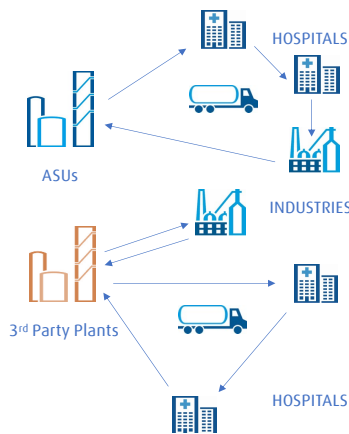 HOSPITALS
ASUs
INDUSTRIES
3rd Party Plants
HOSPITALS